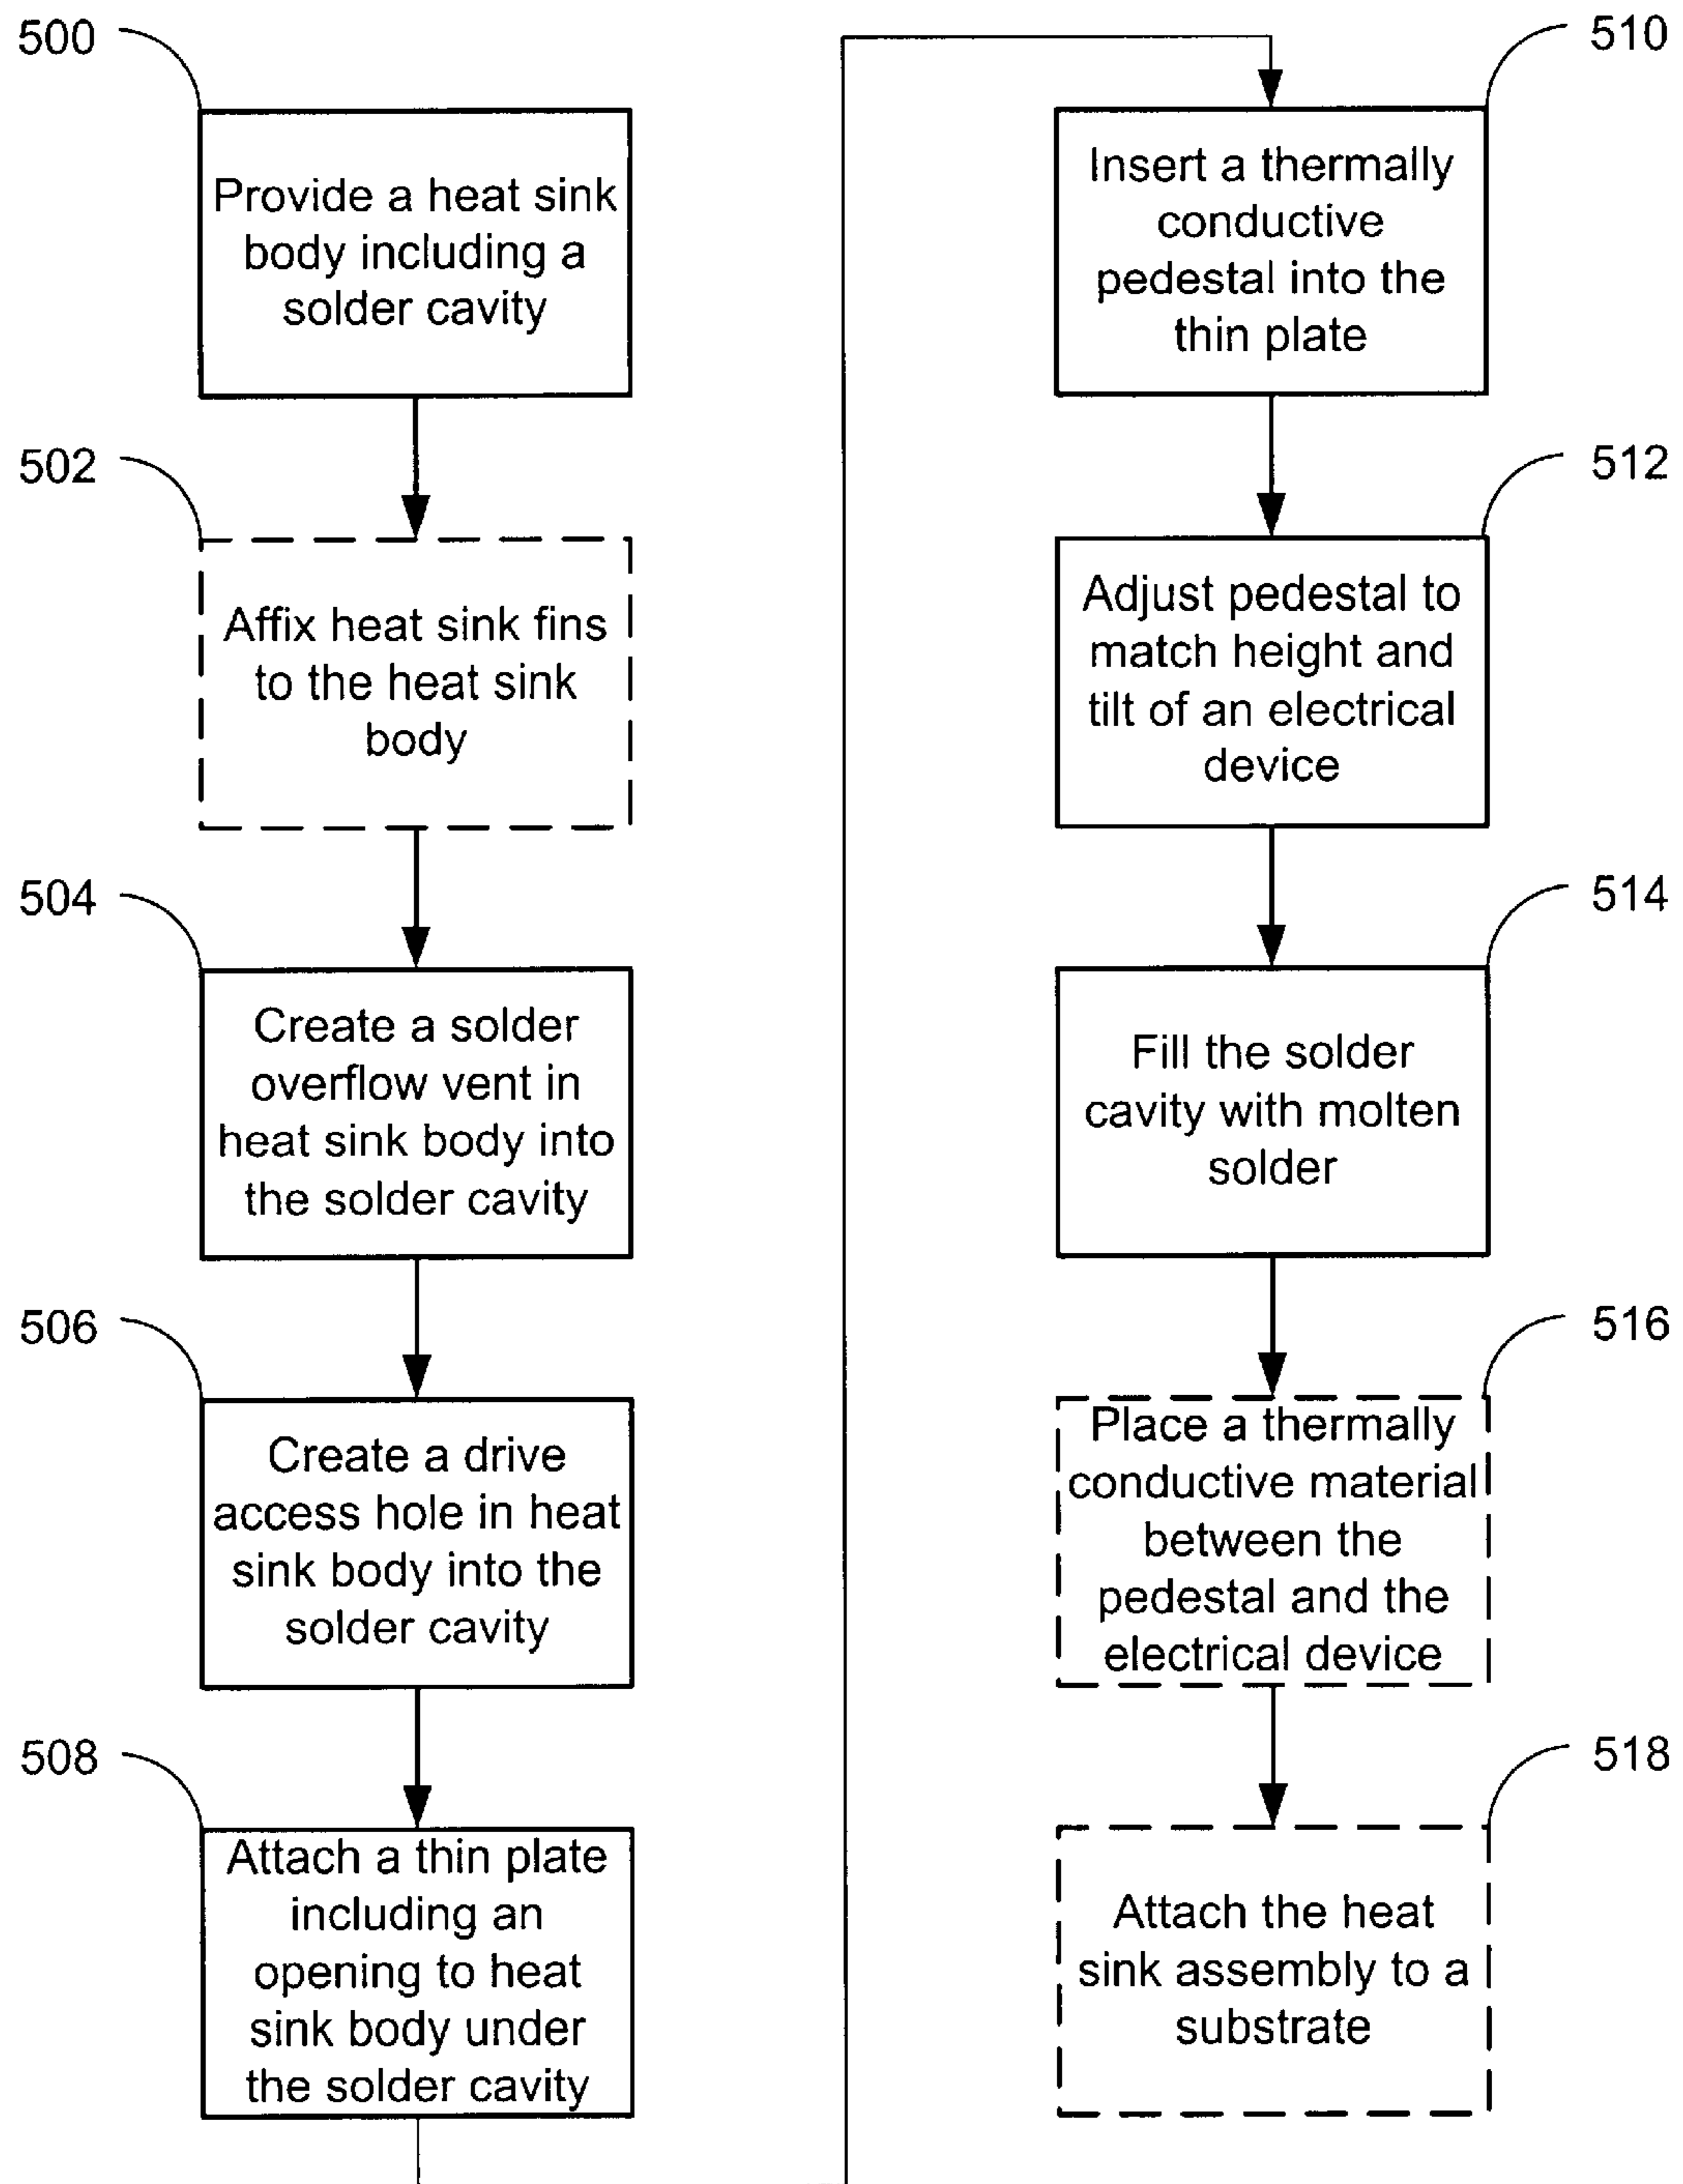 500
Provide a heat sink
body including a
solder cavity
502
Affix heat sink fins
to the heat sink
body
504
Create a solder
overflow vent in
heat sink body into
the solder cavity
506
Create a drive
access hole in heat
sink body into the
solder cavity
508
Attach a thin plate
including an
opening to heat
sink body under
the solder cavity
510
Insert a thermally
conductive
pedestal into the
thin plate
512
Adjust pedestal to
match height and
tilt of an electrical
device
514
Fill the solder
cavity with molten
solder
516
Place a thermally
conductive material
between the
pedestal and the
electrical device
518
Attach the heat
sink assembly to a
substrate